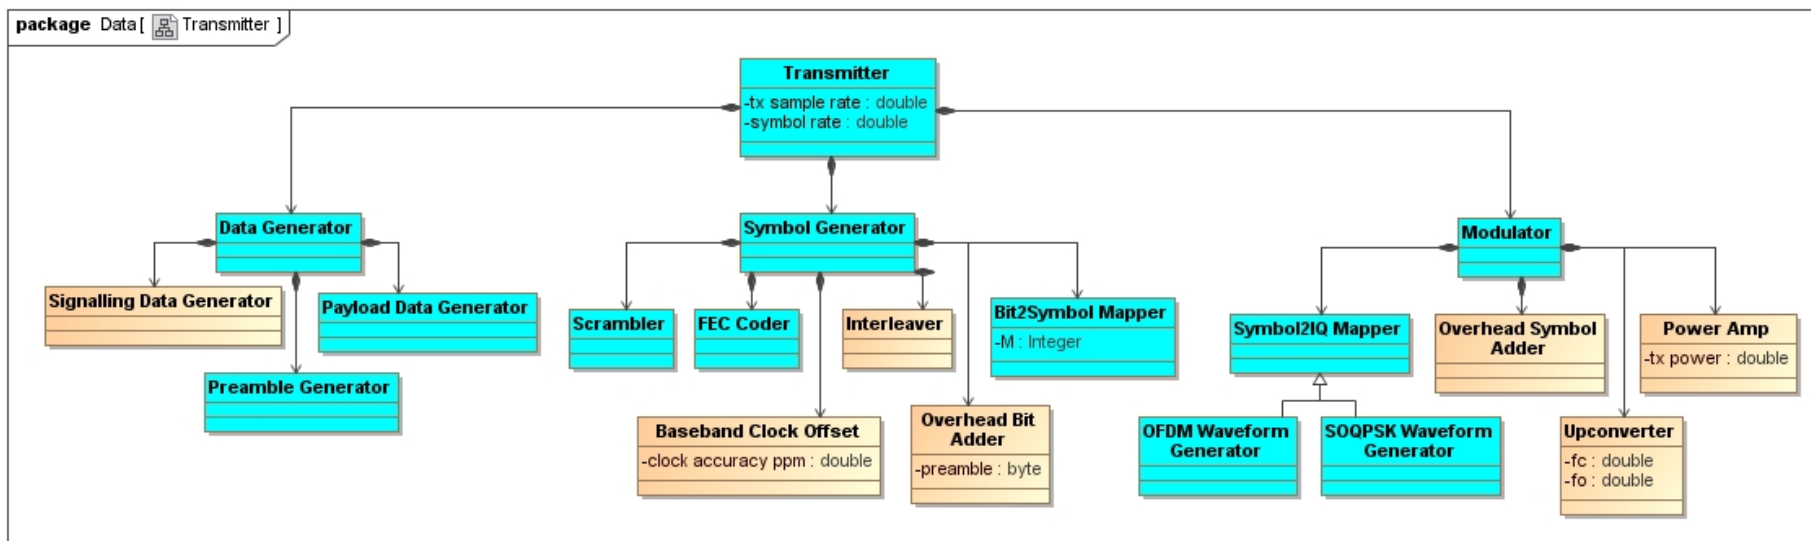 package Data [ Transmitter ]
Transmitter
-tx sample rate : double
-symbol rate : double
Data Generator
Symbol Generator
Modulator
Signalling Data Generator
Payload Data Generator
Preamble Generator
Scrambler
FEC Coder
Interleaver
Bit2Symbol Mapper
-M : Integer
Baseband Clock Offset
-clock accuracy ppm : double
Overhead Bit
Adder
-preamble : byte
Symbol2IQ Mapper
Overhead Symbol
Adder
Power Amp
-tx power : double
OFDM Waveform
Generator
SOQPSK Waveform
Generator
Upconverter
-fc : double
-fo : double